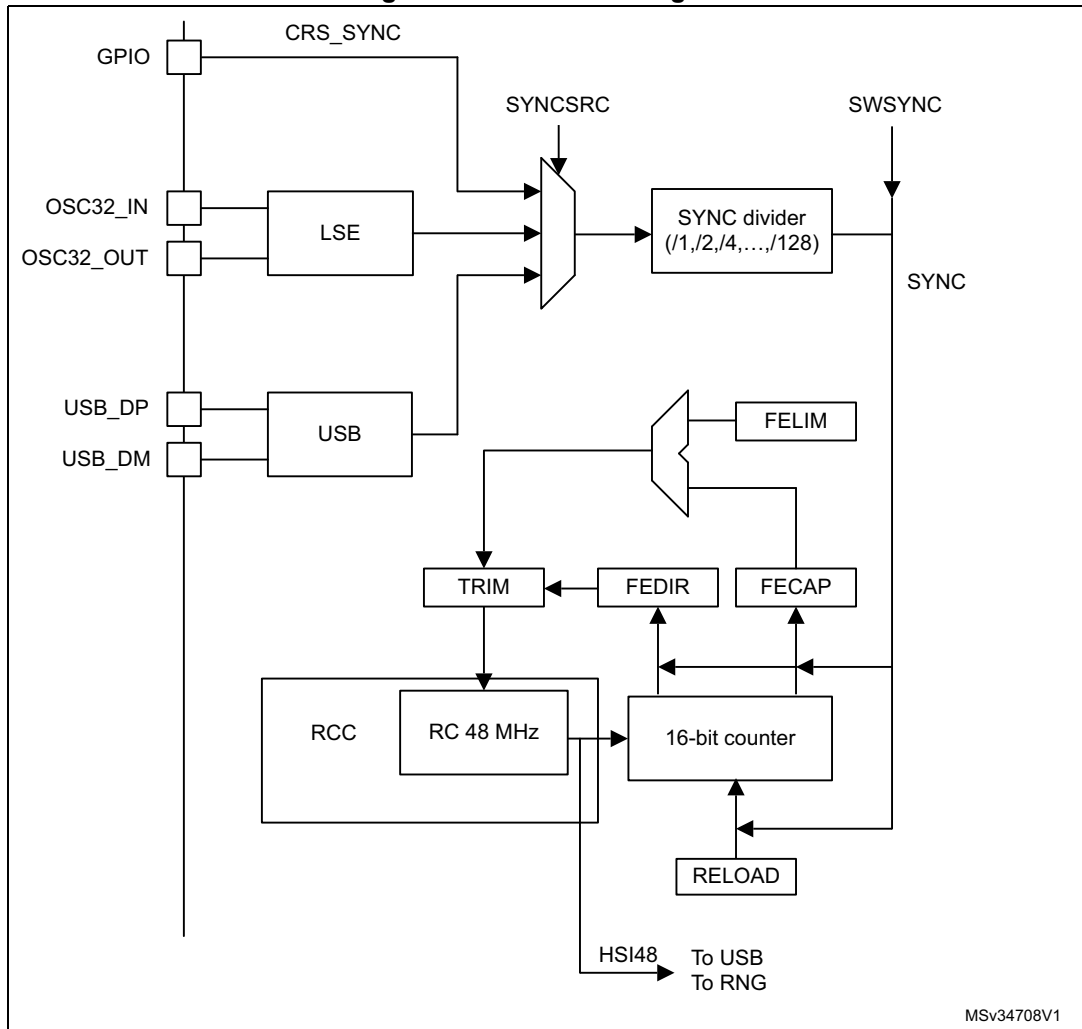 CRS_SYNC
GPIO
SYNCSRC
SWSYNC
OSC32_IN
LSE
OSC32_OUT
SYNC divider
(/1,/2,/4,…,/128)
SYNC
USB_DP
USB
USB_DM
FELIM
TRIM
FEDIR
FECAP
RCC
RC 48 MHz
16-bit counter
RELOAD
HSI48
To USB
To RNG
MSv34708V1